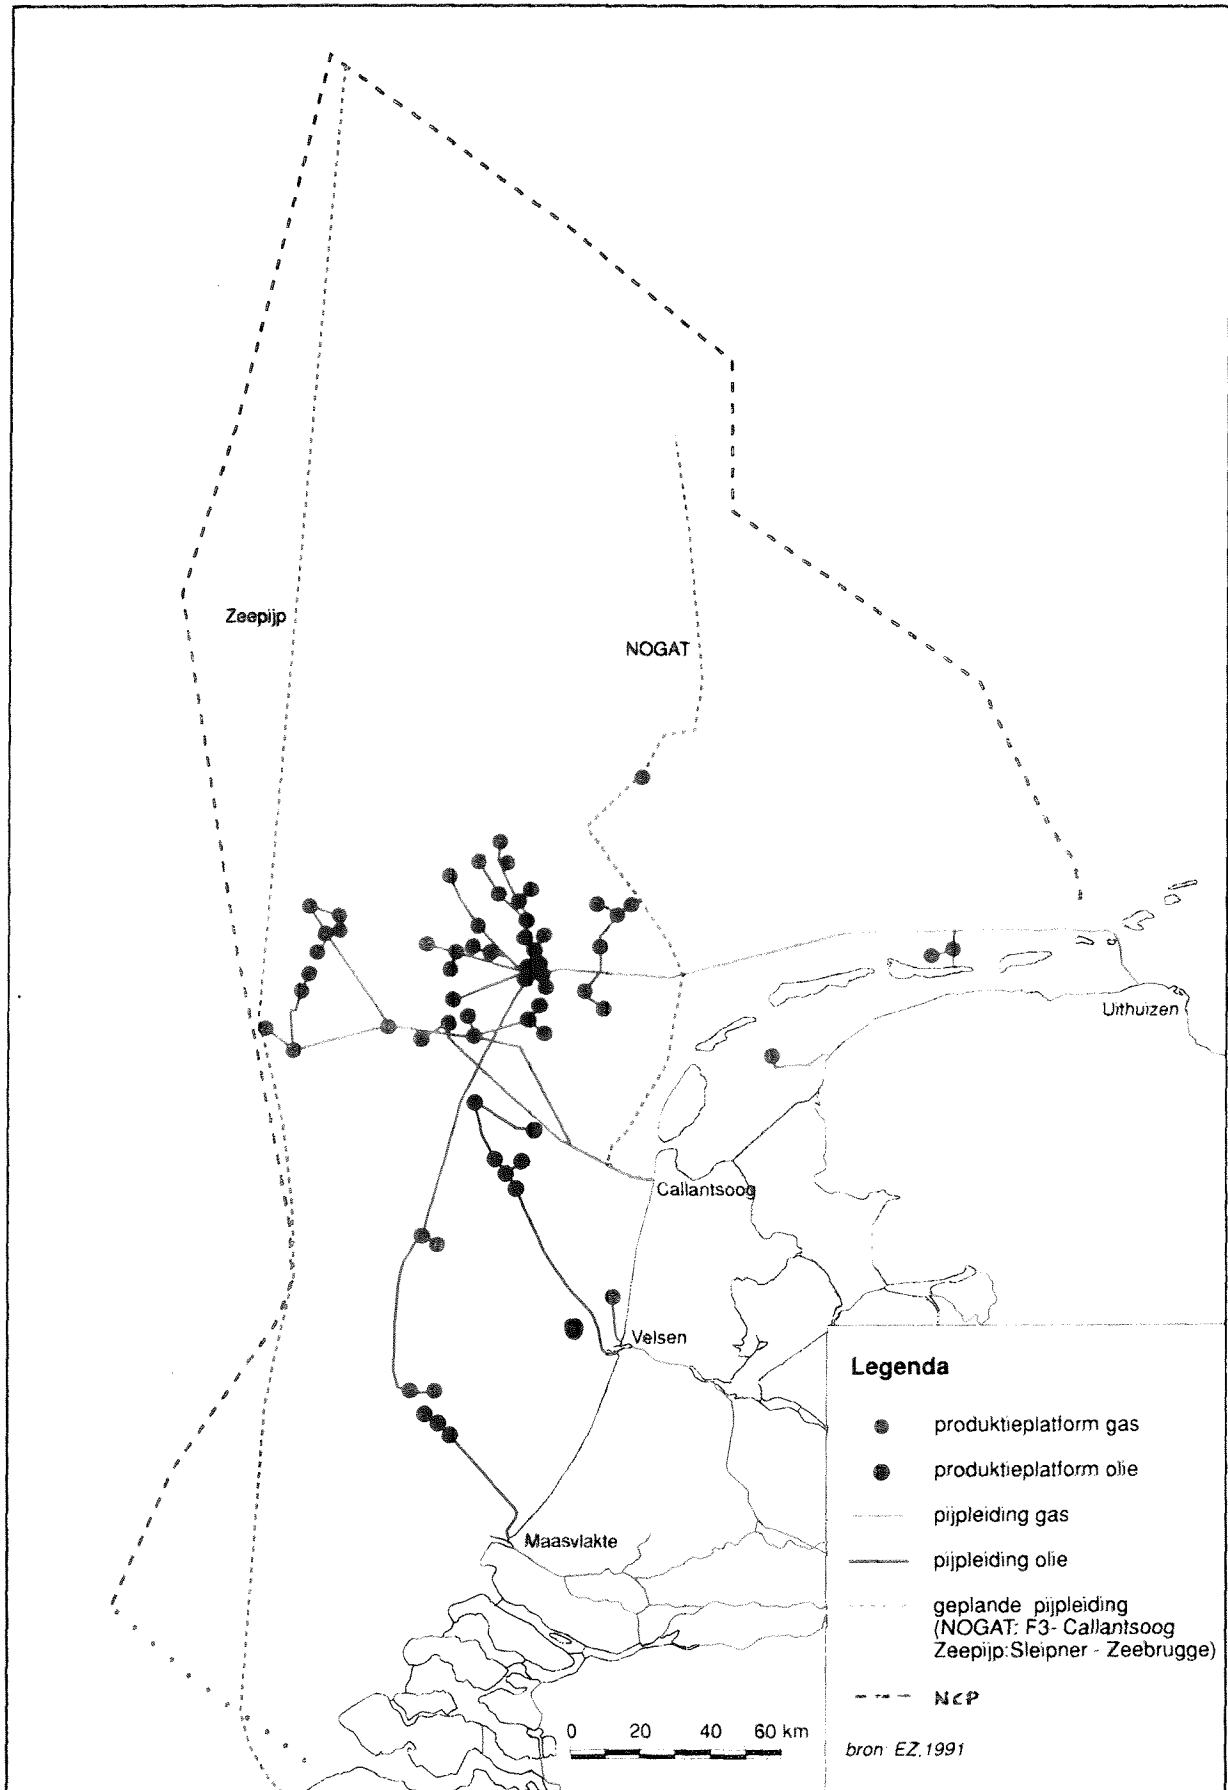 Zeepijp
NOGAT
Uithuizen
Callantsoog
Velsen
Maasvlakte
Legenda
produktieplatform gas
produktieplatform olie
pijpleiding gas
pijpleiding olie
geplande pijpleiding
(NOGAT: F3- Callantsoog
Zeepijp:Sleipner - Zeebrugge)
NCP
0 20 40 60 km
bron: EZ,1991